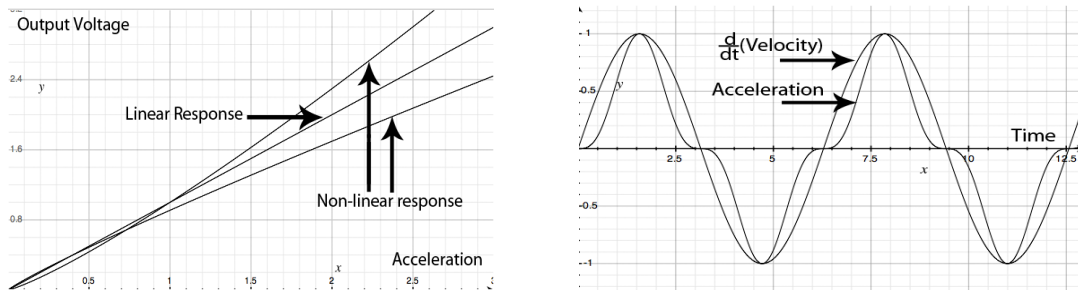 Output Voltage
2.4
y
Linear Response
1.6
Non-linear response
0.8
Acceleration
x
0.5 1 1.5 2 2.5
1
d/dt (Velocity)
Acceleration
0.5
y
Time
2.5 5 7.5 10 12.5
x
-0.5
-1